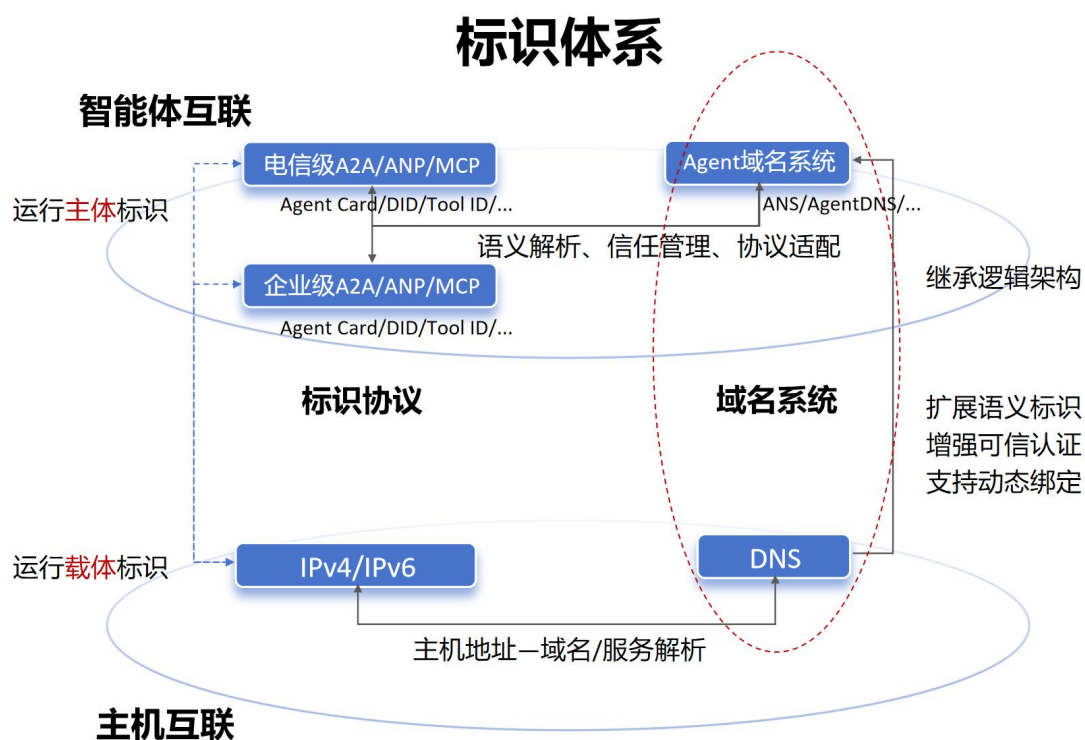 标识体系
智能体互联
电信级A2A/ANP/MCP
Agent域名系统
运行主体标识
Agent Card/DID/Tool ID/...
ANS/AgentDNS/...
语义解析、信任管理、协议适配
企业级A2A/ANP/MCP
继承逻辑架构
Agent Card/DID/Tool ID/...
标识协议
域名系统
扩展语义标识
增强可信认证
支持动态绑定
运行载体标识
IPv4/IPv6
DNS
主机地址—域名/服务解析
主机互联